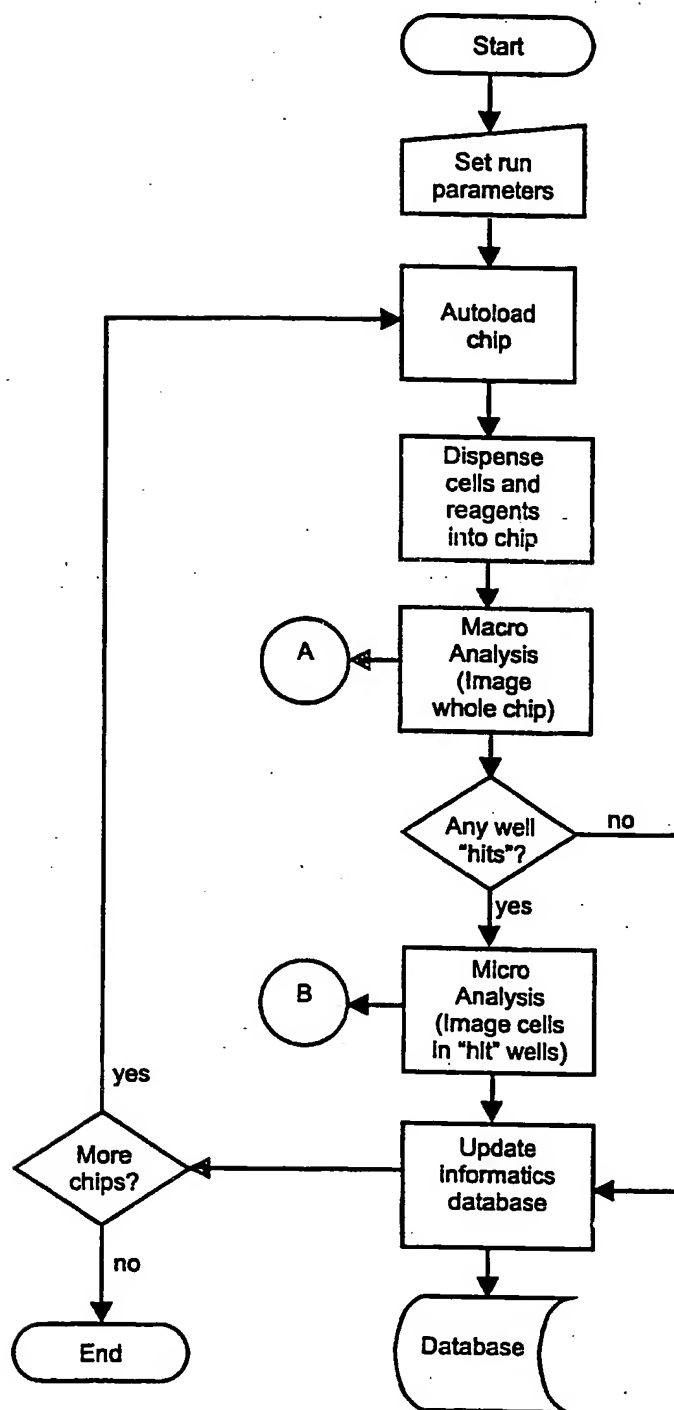 Start
Set run
parameters
Autoload
chip
Dispense
cells and
reagents
into chip
A
Macro
Analysis
(Image
whole chip)
Any well
"hits"?
no
yes
B
Micro
Analysis
(Image cells
in "hit" wells)
yes
More
chips?
Update
informatics
database
no
End
Database